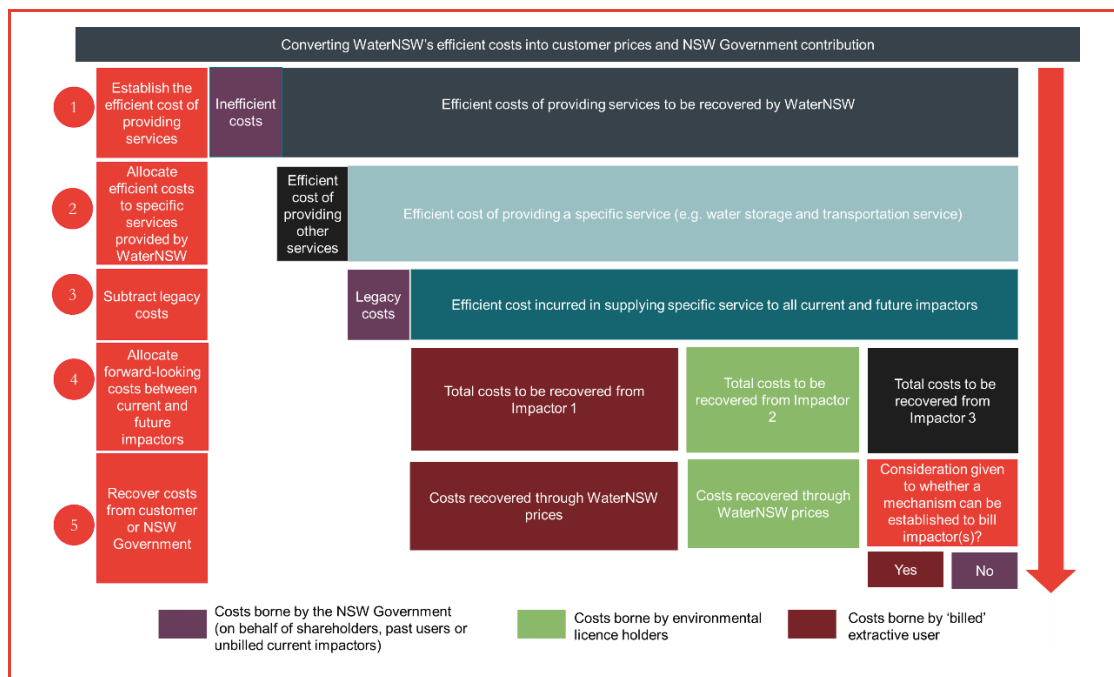 Converting WaterNSW's efficient costs into customer prices and NSW Government contribution
1
Establish the
efficient cost of
providing
services
Inefficient
costs
Efficient costs of providing services to be recovered by WaterNSW
2
Allocate
efficient costs
to specific
services
provided by
WaterNSW
Efficient
cost of
providing
other
services
Efficient cost of providing a specific service (e.g. water storage and transportation service)
3
Subtract legacy
costs
Legacy
costs
Efficient cost incurred in supplying specific service to all current and future impactors
4
Allocate
forward-looking
costs between
current and
future
impactors
Total costs to be recovered from
Impactor 1
Total costs to be
recovered from Impactor
2
Total costs to be
recovered from
Impactor 3
5
Recover costs
from customer
or NSW
Government
Costs recovered through WaterNSW
prices
Costs recovered through
WaterNSW prices
Consideration given
to whether a
mechanism can be
established to bill
impactor(s)?
Yes
No
Costs borne by the NSW Government
(on behalf of shareholders, past users or
unbilled current impactors)
Costs borne by environmental
licence holders
Costs borne by 'billed'
extractive user